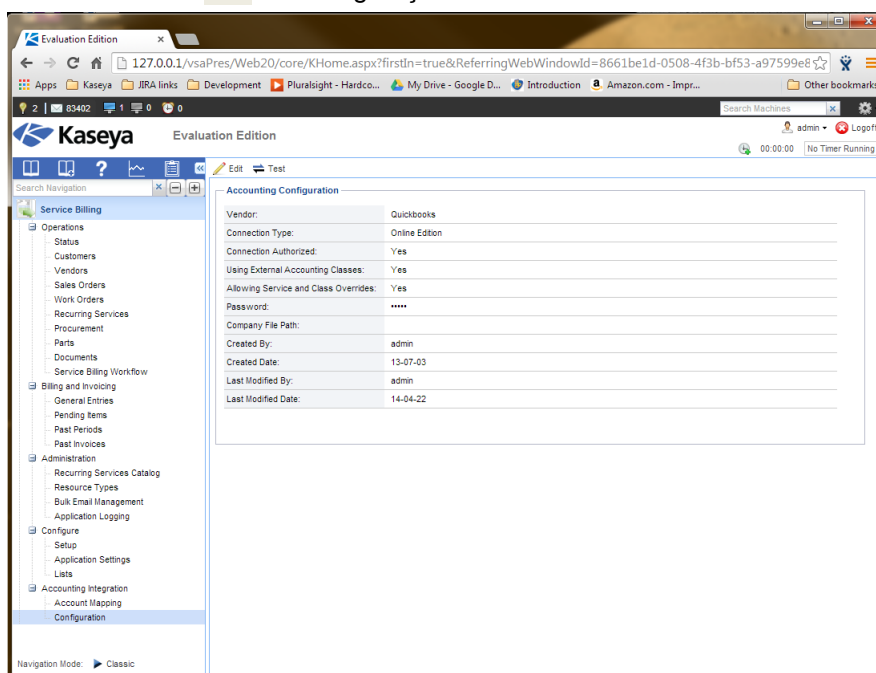 Evaluation Edition
127.0.0.1/vsaPres/Web20/core/KHome.aspx?firstIn=true&ReferringWebWindowId=8661be1d-0508-4f3b-bf53-a97599e8
Apps Kaseya JIRA links Development Pluralsight - Hardco... My Drive - Google D... Introduction Amazon.com - Impr... Other bookmarks
2 83402 1 0 0 Search Machines
Kaseya Evaluation Edition admin Logoff
00:00:00 No Timer Running
Edit Test
Search Navigation
Service Billing
Operations
Status
Customers
Vendors
Sales Orders
Work Orders
Recurring Services
Procurement
Parts
Documents
Service Billing Workflow
Billing and Invoicing
General Entries
Pending Items
Past Periods
Past Invoices
Administration
Recurring Services Catalog
Resource Types
Bulk Email Management
Application Logging
Configure
Setup
Application Settings
Lists
Accounting Integration
Account Mapping
Configuration
Navigation Mode: Classic
Accounting Configuration
Vendor: Quickbooks
Connection Type: Online Edition
Connection Authorized: Yes
Using External Accounting Classes: Yes
Allowing Service and Class Overrides: Yes
Password: •••••
Company File Path:
Created By: admin
Created Date: 13-07-03
Last Modified By: admin
Last Modified Date: 14-04-22